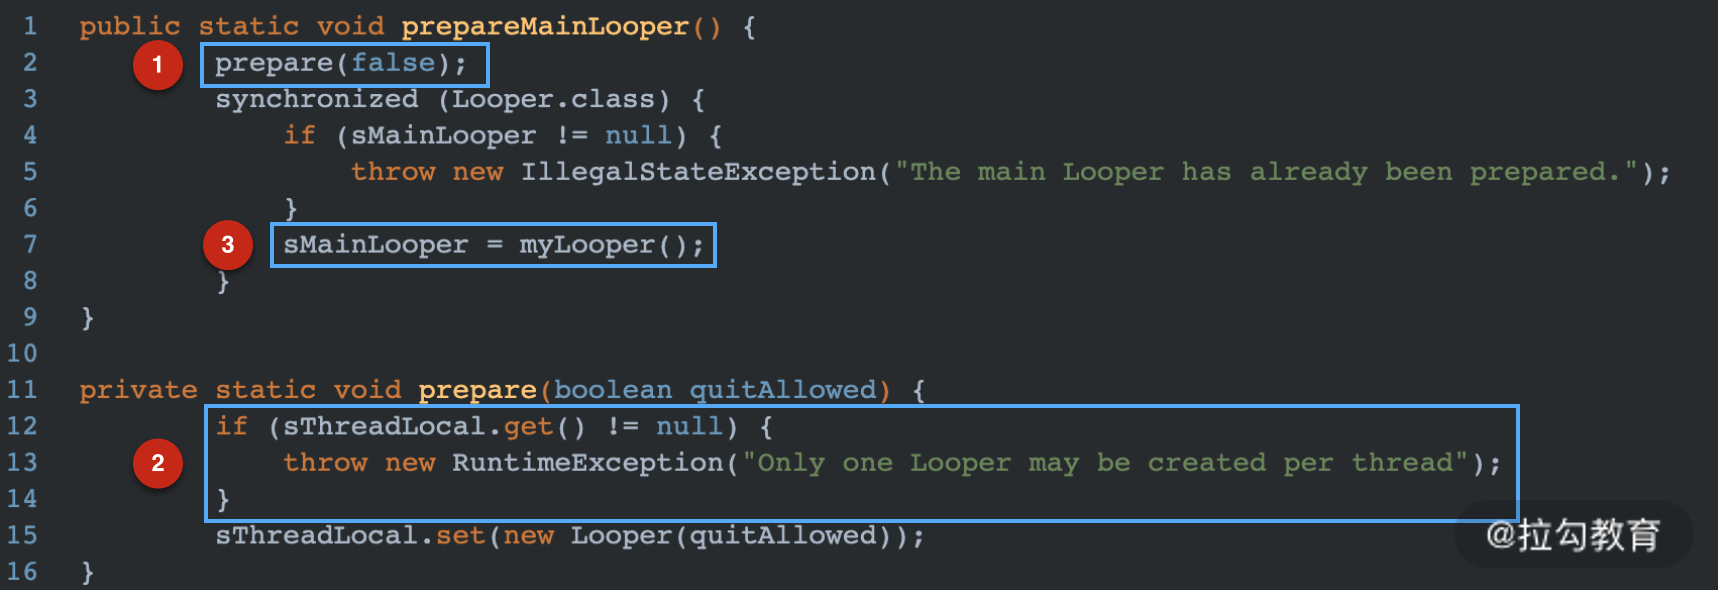 1 public static void prepareMainLooper() {
1
2 prepare(false);
3 synchronized (Looper.class) {
4 if (sMainLooper != null) {
5 throw new IllegalStateException("The main Looper has already been prepared.");
6 }
3
7 sMainLooper = myLooper();
8 }
9 }
10
11 private static void prepare(boolean quitAllowed) {
12 if (sThreadLocal.get() != null) {
2
13 throw new RuntimeException("Only one Looper may be created per thread");
14 }
15 sThreadLocal.set(new Looper(quitAllowed));
16 }
@拉勾教育